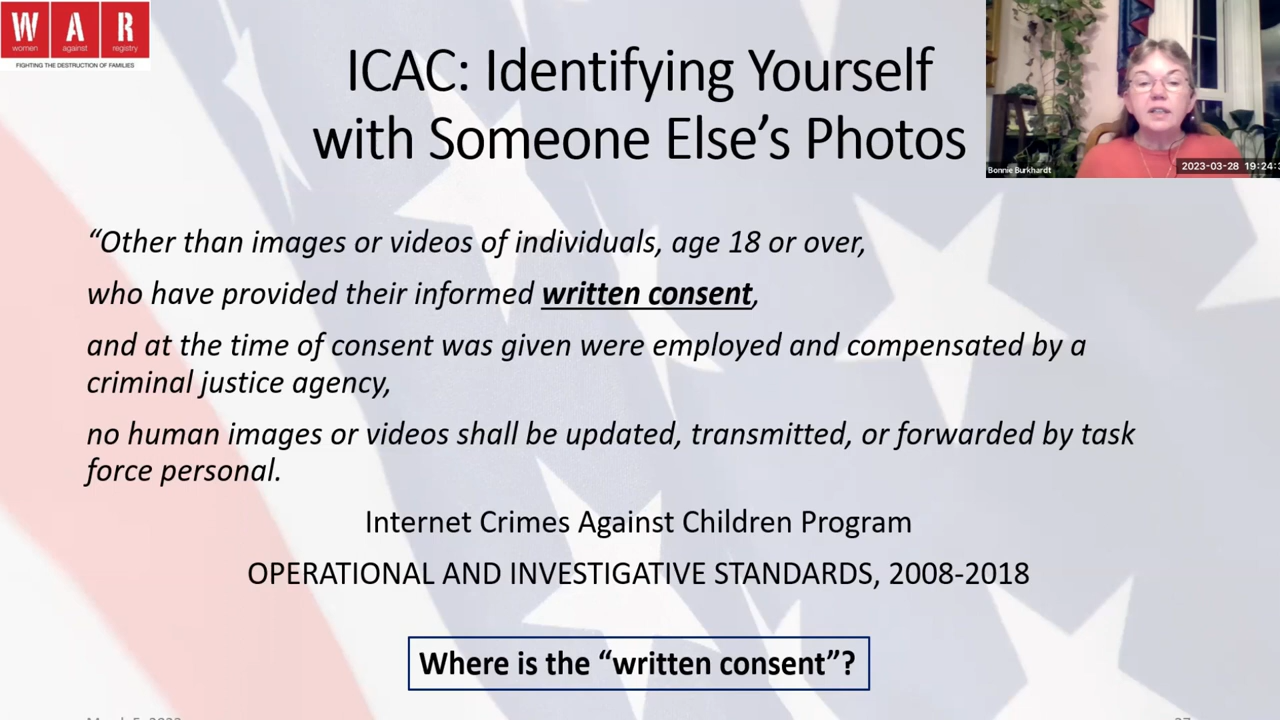 W A R
women against registry
FIGHTING THE DESTRUCTION OF FAMILIES
ICAC: Identifying Yourself
with Someone Else’s Photos
Bonnie Burkhardt
2023-03-28 19:24:
“Other than images or videos of individuals, age 18 or over,
who have provided their informed written consent,
and at the time of consent was given were employed and compensated by a
criminal justice agency,
no human images or videos shall be updated, transmitted, or forwarded by task
force personal.
Internet Crimes Against Children Program
OPERATIONAL AND INVESTIGATIVE STANDARDS, 2008-2018
Where is the “written consent”?